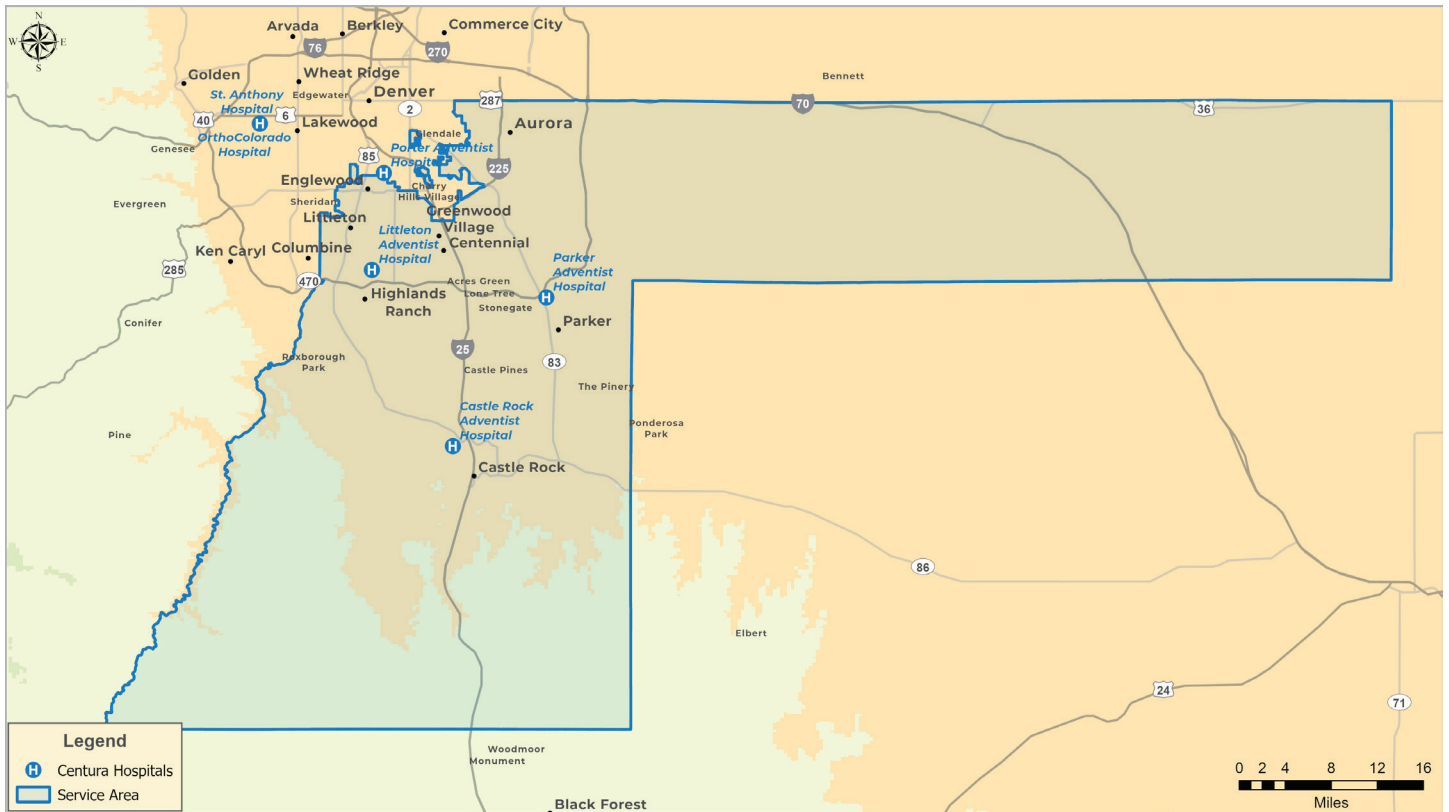 N
W
E
S
Arvada
Berkley
Commerce City
76
270
Golden
Wheat Ridge
Bennett
St. Anthony
Hospital
Edgewater
Denver
287
70
36
40
6
2
Lakewood
Aurora
OrthoColorado
Hospital
Glendale
Genesee
85
Porter Adventist
Hospital
225
Englewood
Cherry
Hills Village
Evergreen
Sheridan
Greenwood
Village
Littleton
Littleton
Adventist
Hospital
Centennial
Ken Caryl
Columbine
Parker
Adventist
Hospital
285
470
Acres Green
Lone Tree
Stonegate
Highlands
Ranch
Conifer
Parker
25
83
Roxborough
Park
Castle Pines
The Pinery
Castle Rock
Adventist
Hospital
Pine
Ponderosa
Park
Castle Rock
86
Elbert
24
71
Woodmoor
Monument
Black Forest
Legend
H Centura Hospitals
Service Area
0 2 4 8 12 16
Miles